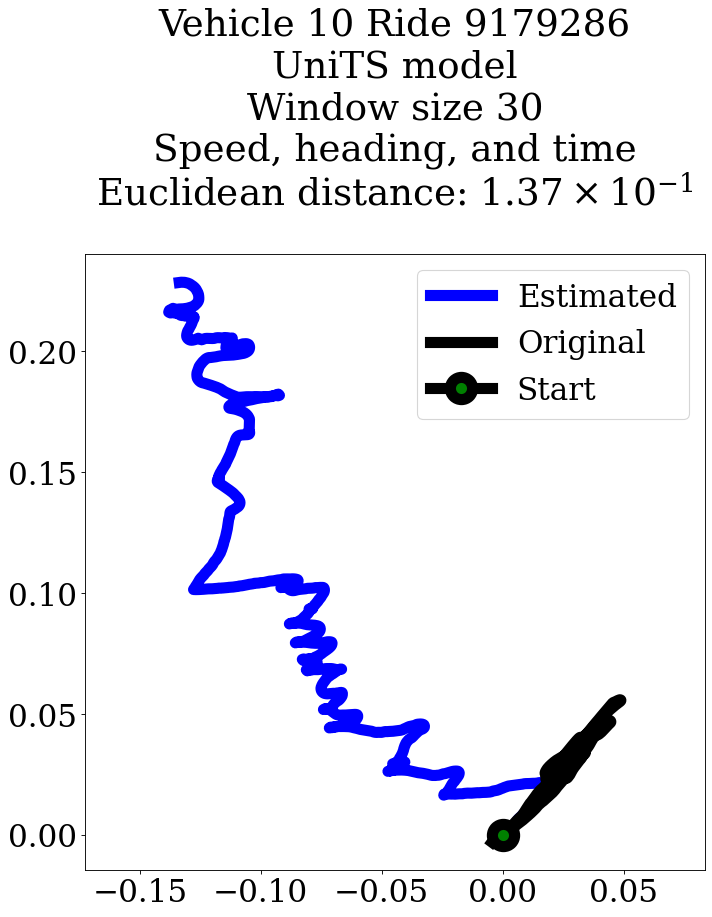 Vehicle 10 Ride 9179286
UniTS model
Window size 30
Speed, heading, and time
Euclidean distance: 1.37 × 10⁻¹
Estimated
Original
Start
0.20
0.15
0.10
0.05
0.00
−0.15 −0.10 −0.05 0.00 0.05